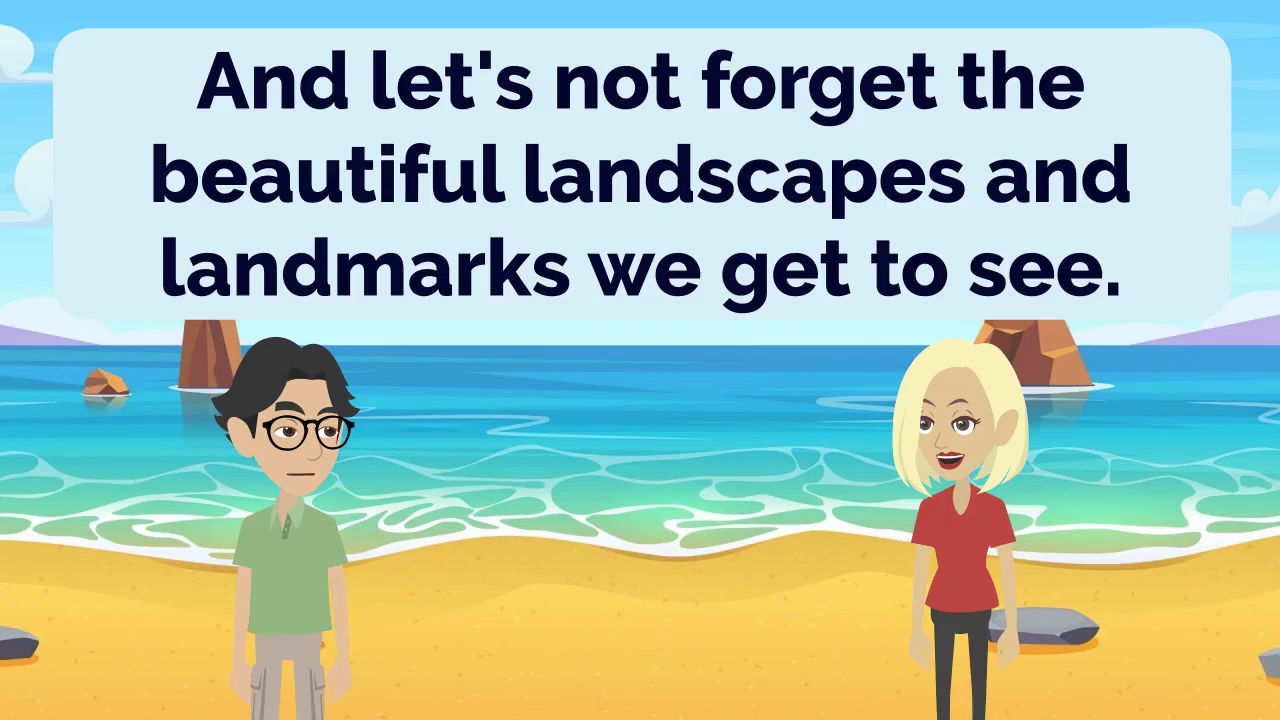 And let's not forget the
beautiful landscapes and
landmarks we get to see.